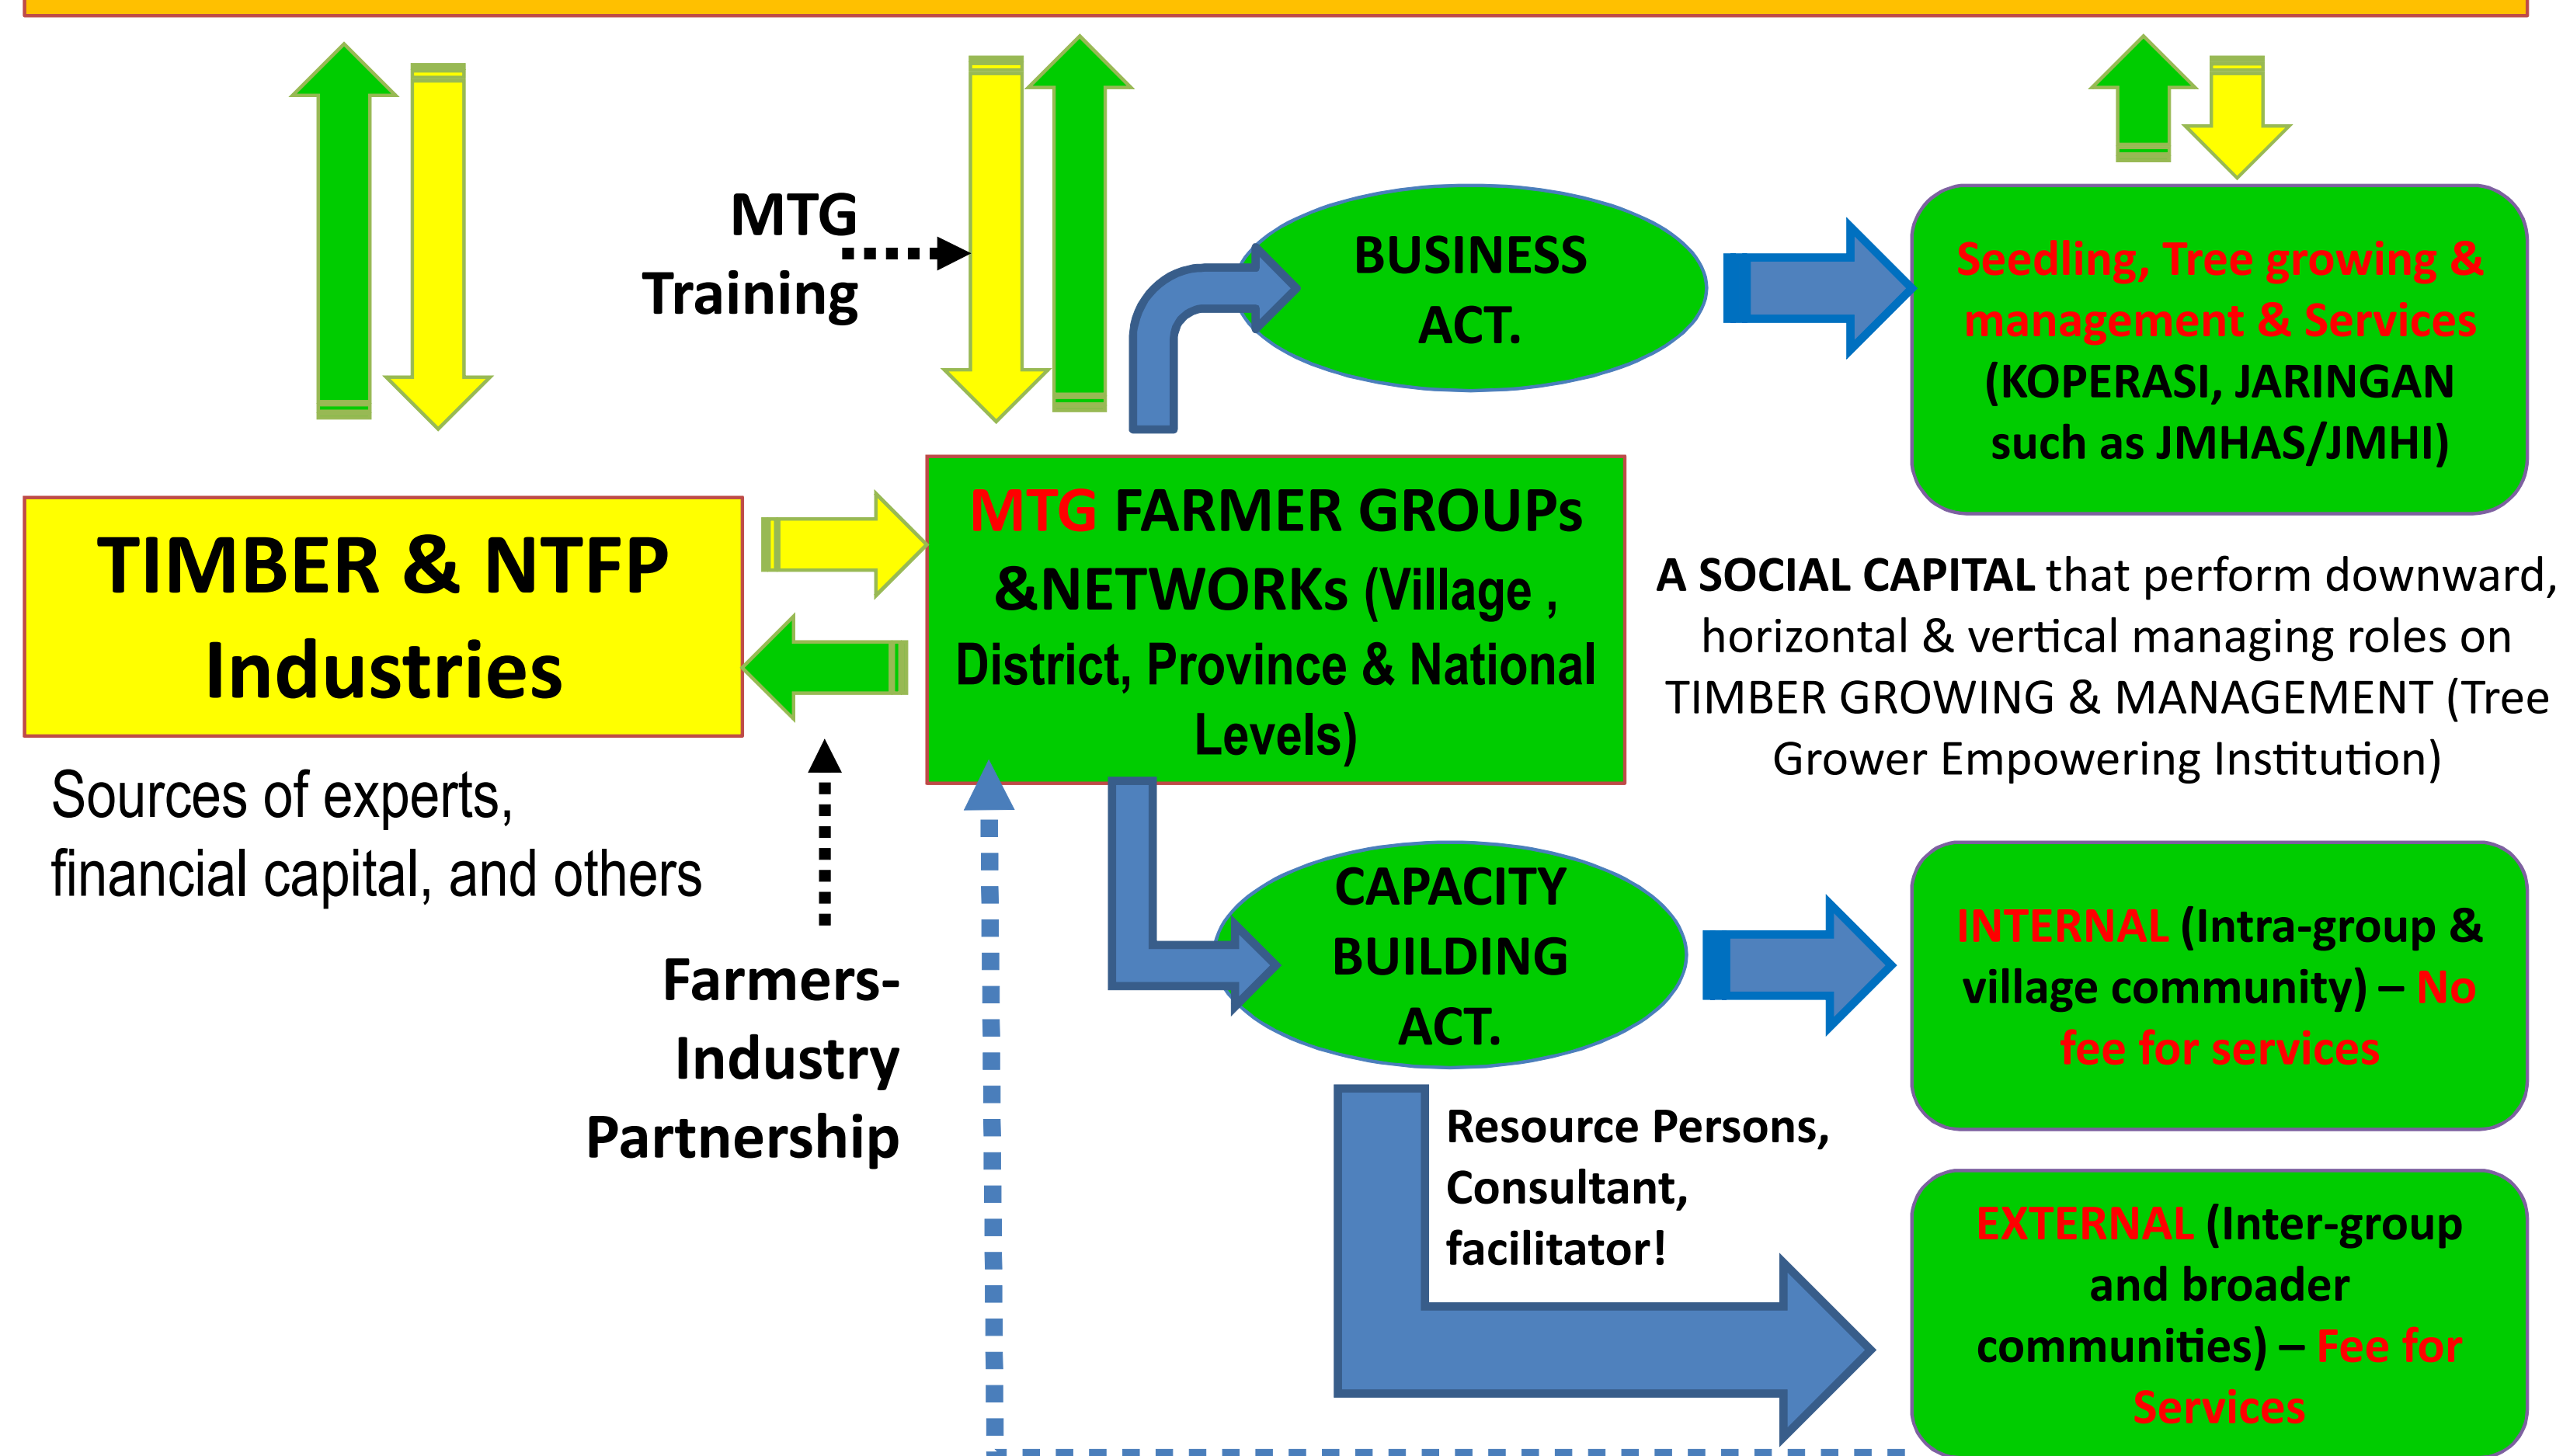 MTG
Training
BUSINESS
ACT.
Seedling, Tree growing &
management & Services
(KOPERASI, JARINGAN
such as JMHAS/JMHI)
TIMBER & NTFP
Industries
MTG FARMER GROUPs
&NETWORKs (Village ,
District, Province & National
Levels)
A SOCIAL CAPITAL that perform downward,
horizontal & vertical managing roles on
TIMBER GROWING & MANAGEMENT (Tree
Grower Empowering Institution)
Sources of experts,
financial capital, and others
Farmers-
Industry
Partnership
CAPACITY
BUILDING
ACT.
INTERNAL (Intra-group &
village community) – No
fee for services
Resource Persons,
Consultant,
facilitator!
EXTERNAL (Inter-group
and broader
communities) – Fee for
Services